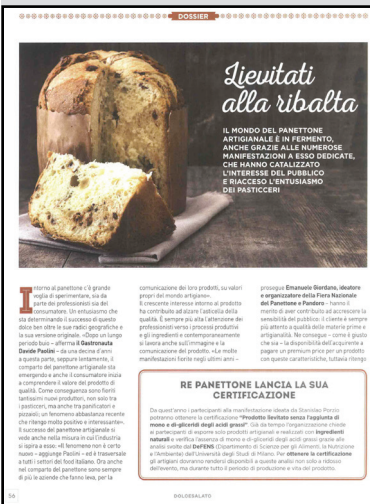 DOSSIER
Lievitati
alla ribalta
IL MONDO DEL PANETTONE
ARTIGIANALE È IN FERMENTO,
ANCHE GRAZIE ALLE NUMEROSE
MANIFESTAZIONI A ESSO DEDICATE,
CHE HANNO CATALIZZATO
L'INTERESSE DEL PUBBLICO
E RIACCESO L'ENTUSIASMO
DEI PASTICCERI
Intorno al panettone c'è grande
voglia di sperimentare, sia da
parte dei professionisti sia del
consumatore. Un entusiasmo che
sta determinando il successo di questo
dolce ben oltre le sue radici geografiche e
la sua versione originale. «Dopo un lungo
periodo buio – afferma il Gastronauta
Davide Paolini – da una decina d'anni
a questa parte, seppure lentamente, il
comparto del panettone artigianale sta
emergendo e anche il consumatore inizia
a comprendere il valore del prodotto di
qualità. Come conseguenza sono fioriti
tantissimi nuovi produttori, non solo tra
i pasticceri, ma anche tra panificatori e
pizzaioli; un fenomeno abbastanza recente
che ritengo molto positivo e interessante».
Il successo del panettone artigianale si
vede anche nella misura in cui l'industria
si ispira a esso. «Il fenomeno non è certo
nuovo – aggiunge Paolini – ed è trasversale
a tutti i settori del food italiano. Ora anche
nel comparto del panettone sono sempre
di più le aziende che fanno leva, per la
comunicazione dei loro prodotti, su valori
propri del mondo artigiano».
Il crescente interesse intorno al prodotto
ha contribuito ad alzare l'asticella della
qualità. È sempre più alta l'attenzione dei
professionisti verso i processi produttivi
e gli ingredienti e contemporaneamente
si lavora anche sull'immagine e la
comunicazione del prodotto. «Le molte
manifestazioni fiorite negli ultimi anni –
prosegue Emanuele Giordano, ideatore
e organizzatore della Fiera Nazionale
del Panettone e Pandoro – hanno il
merito di aver contribuito ad accrescere la
sensibilità del pubblico: il cliente è sempre
più attento a qualità delle materie prime e
artigianalità. Ne consegue – come è giusto
che sia – la disponibilità dell'acquirente a
pagare un premium price per un prodotto
con queste caratteristiche, tuttavia ritengo
RE PANETTONE LANCIA LA SUA
CERTIFICAZIONE
Da quest'anno i partecipanti alla manifestazione ideata da Stanislao Porzio
potranno ottenere la certificazione "Prodotto lievitato senza l'aggiunta di
mono e di-gliceridi degli acidi grassi". Già da tempo l'organizzazione chiede
ai partecipanti di esporre solo prodotti artigianali e realizzati con ingredienti
naturali e verifica l'assenza di mono e di-gliceridi degli acidi grassi grazie alle
analisi svolte dal DeFENS (Dipartimento di Scienze per gli Alimenti, la Nutrizione
e l'Ambiente) dell'Università degli Studi di Milano. Per ottenere la certificazione
gli artigiani dovranno rendersi disponibili a queste analisi non solo a ridosso
dell'evento, ma durante tutto il periodo di produzione e vita del prodotto.
56
DOLCESALATO